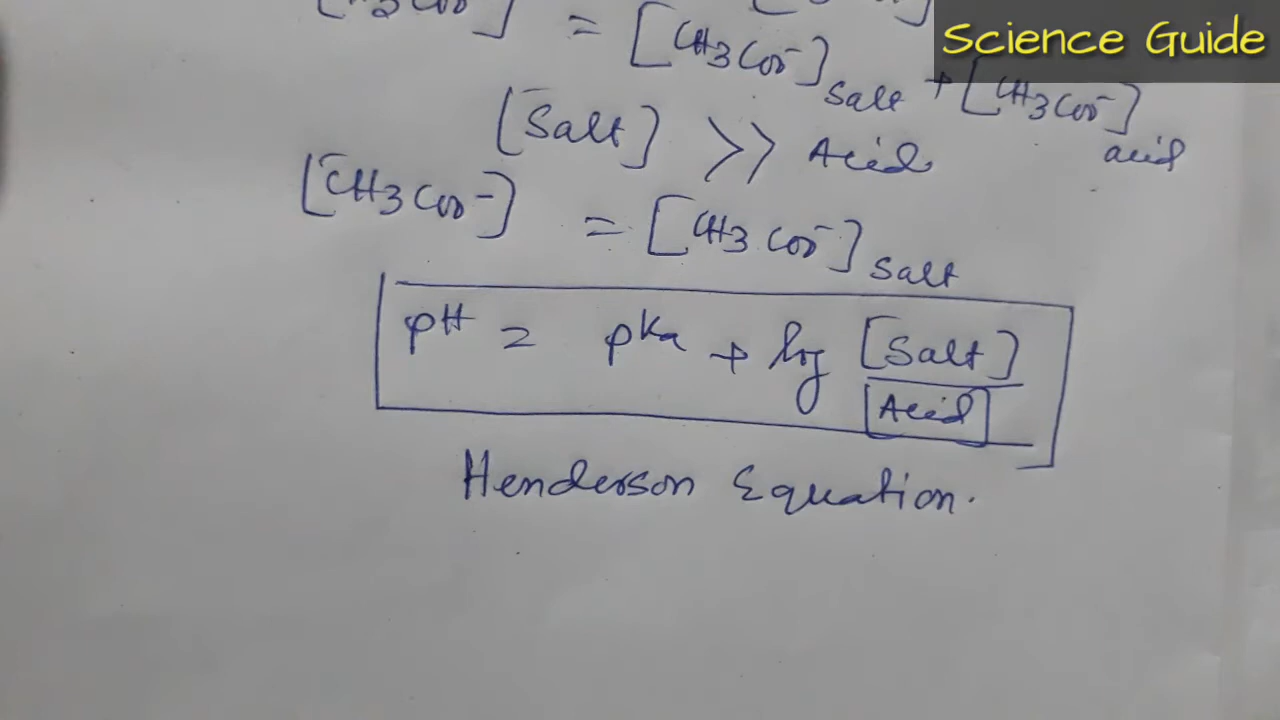 Science Guide
= [CH3COO⁻]Salt + [CH3COO⁻]acid
[Salt] >> Acid
[CH3COO⁻] = [CH3COO⁻]Salt
pH = pKa + log [Salt]
[Acid]
Henderson Equation.